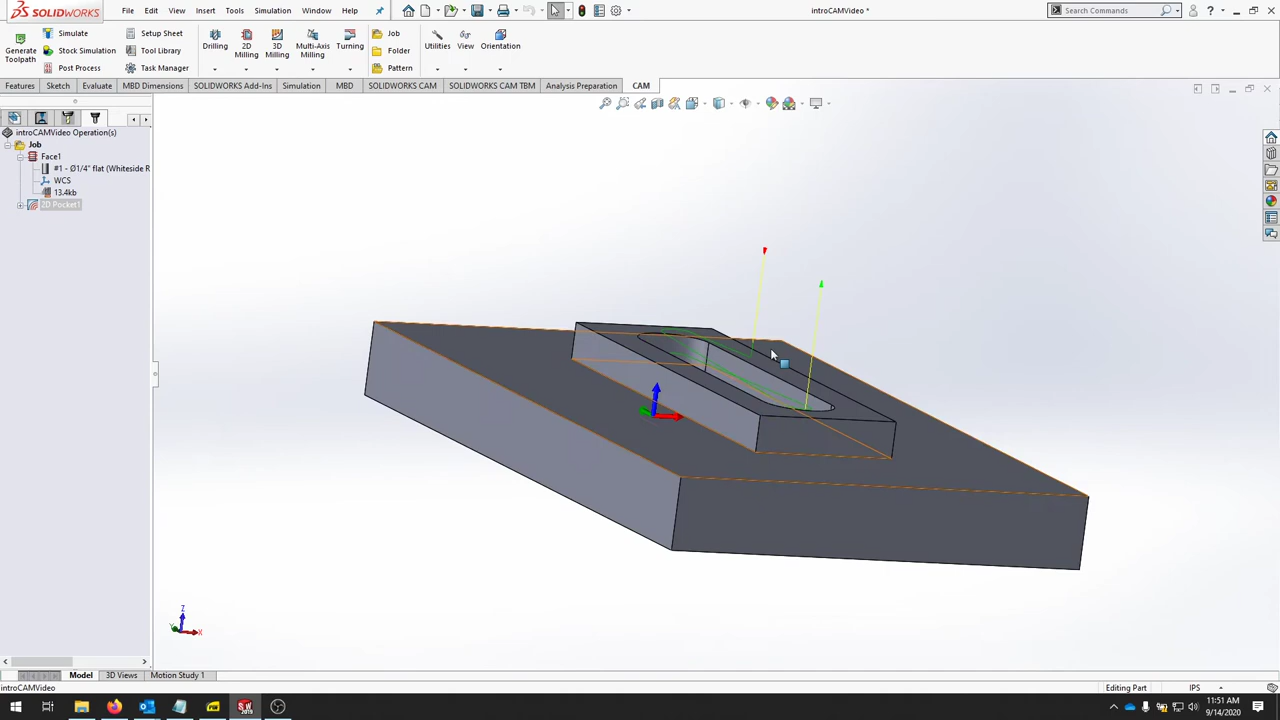 SOLIDWORKS File Edit View Insert Tools Simulation Window Help introCAMVideo * Search Commands
Generate Toolpath
Simulate
Stock Simulation
Post Process
Setup Sheet
Tool Library
Task Manager
Drilling
2D Milling
3D Milling
Multi-Axis Milling
Turning
Job
Folder
Pattern
Utilities
View
Orientation
Features Sketch Evaluate MBD Dimensions SOLIDWORKS Add-Ins Simulation MBD SOLIDWORKS CAM SOLIDWORKS CAM TBM Analysis Preparation CAM
introCAMVideo Operation(s)
Job
Face1
#1 - Ø1/4" flat (Whiteside R
WCS
13.4kb
2D Pocket1
Z
Y X
Model 3D Views Motion Study 1
introCAMVideo Editing Part IPS
11:51 AM
9/14/2020